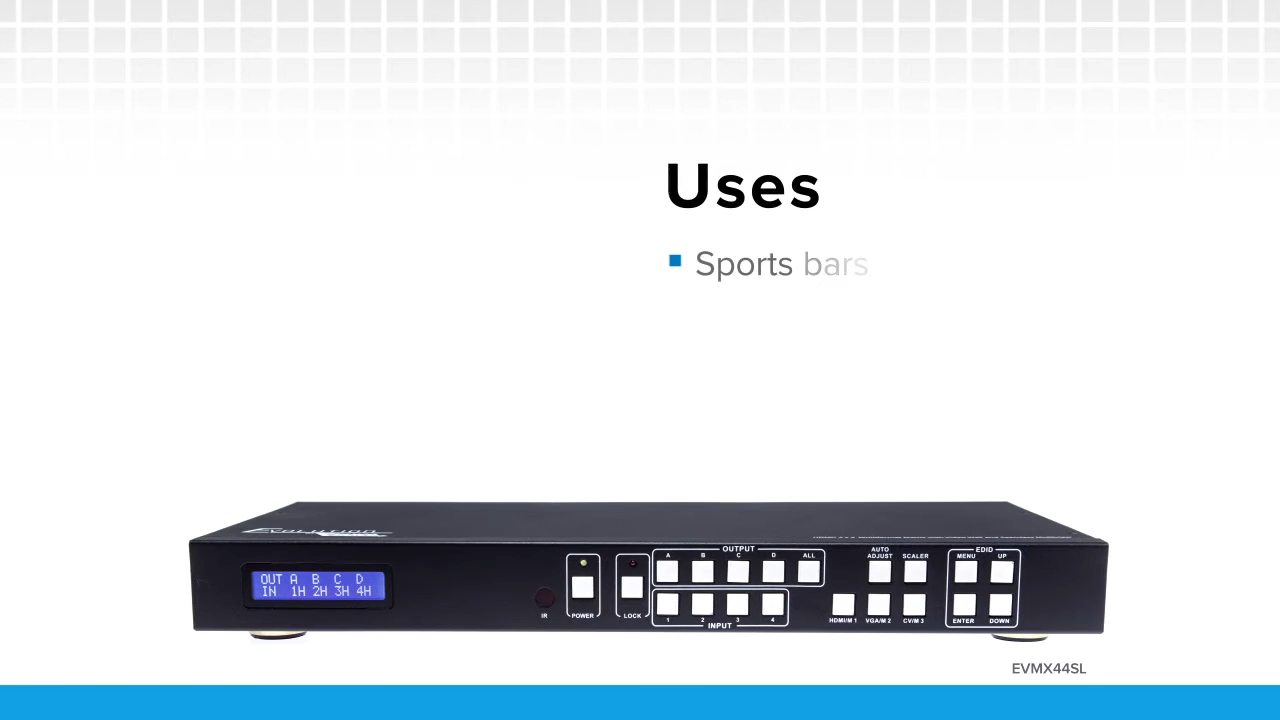 Uses
Sports bars
EVOLUTION
OUTPUT
A B C D ALL
AUTO ADJUST SCALER
EDID
MENU UP
OUT A B C D
IN 1H 2H 3H 4H
IR
POWER
LOCK
1 2 3 4
INPUT
HDMI/M 1 VGA/M 2 CV/M 3
ENTER DOWN
EVMX44SL